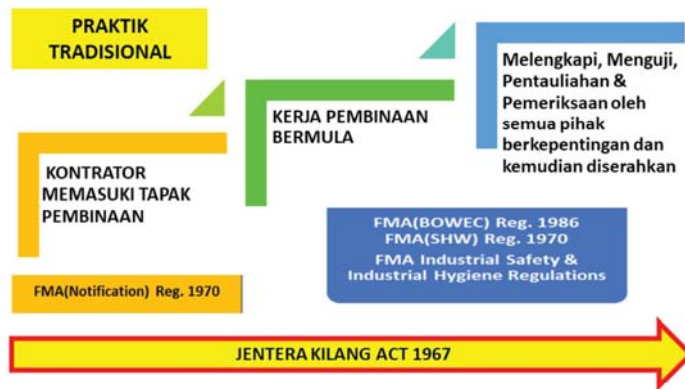 PRAKTIK
TRADISIONAL
KONTRATOR
MEMASUKI TAPAK
PEMBINAAN
FMA(Notification) Reg. 1970
KERJA PEMBINAAN
BERMULA
Melengkapi, Menguji,
Pentauliahan &
Pemeriksaan oleh
semua pihak
berkepentingan dan
kemudian diserahkan
FMA(BOWEC) Reg. 1986
FMA(SHW) Reg. 1970
FMA Industrial Safety &
Industrial Hygiene Regulations
JENTERA KILANG ACT 1967